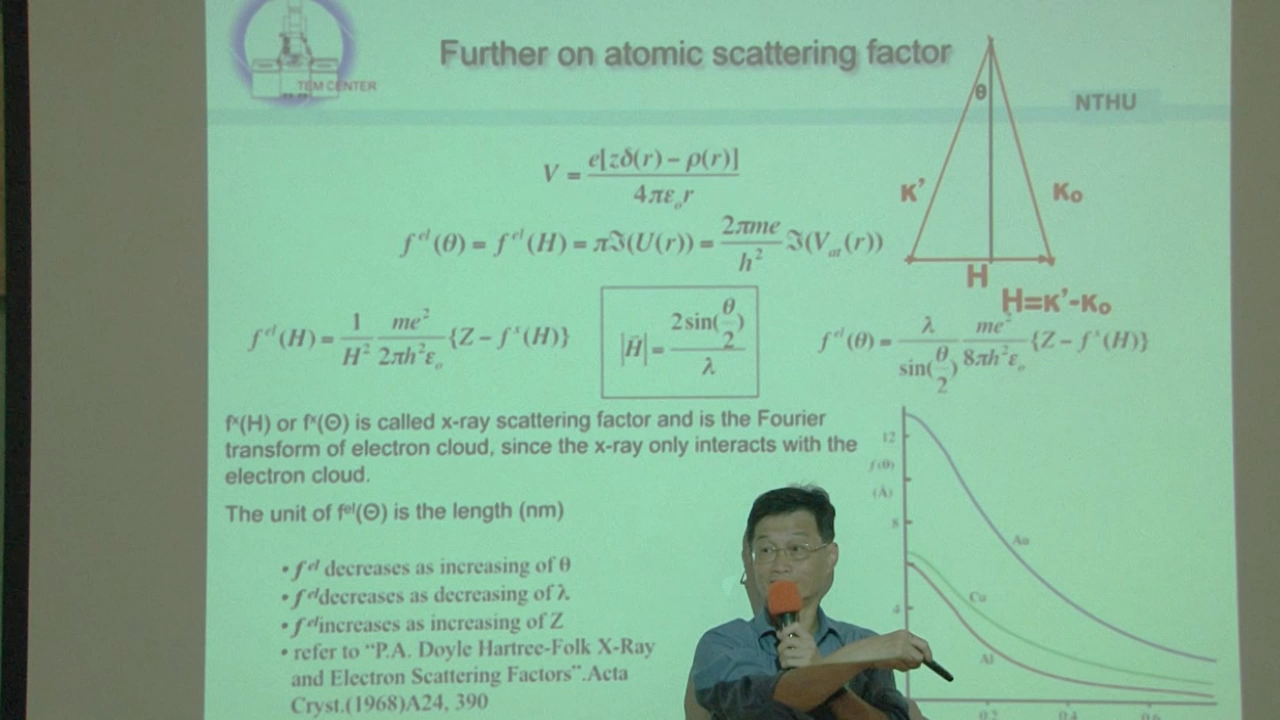 Further on atomic scattering factor
TEM CENTER
NTHU
θ
V = e[zδ(r) – ρ(r)] / 4πε₀r
κ'
κ₀
f^el(θ) = f^el(H) = πℑ(U(r)) = 2πme / h² ℑ(V_at(r))
H
H=κ'-κ₀
f^el(H) = 1/H² me²/2πh²ε₀ {Z – f^x(H)}
|H⃗| = 2sin(θ/2) / λ
f^el(θ) = λ/sin(θ/2) me²/8πh²ε₀ {Z – f^x(H)}
fˣ(H) or fˣ(Θ) is called x-ray scattering factor and is the Fourier
transform of electron cloud, since the x-ray only interacts with the
electron cloud.
The unit of f^el(Θ) is the length (nm)
• f^el decreases as increasing of θ
• f^el decreases as decreasing of λ
• f^el increases as increasing of Z
• refer to “P.A. Doyle Hartree-Folk X-Ray
and Electron Scattering Factors“.Acta
Cryst.(1968)A24, 390
12
f(θ)
(Å)
8
4
Au
Cu
Al
0.2
0.4
0.6